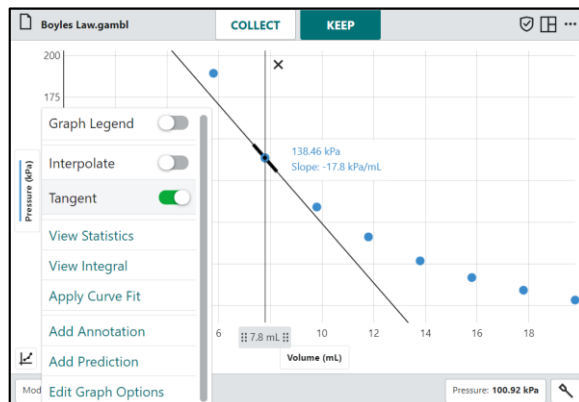 Boyles Law.gambl
COLLECT
KEEP
200
175
Pressure (kPa)
Graph Legend
Interpolate
Tangent
View Statistics
View Integral
Apply Curve Fit
Add Annotation
Add Prediction
Edit Graph Options
138.46 kPa
Slope: -17.8 kPa/mL
6
7.8 mL
10
12
14
16
18
Volume (mL)
Mod
Pressure: 100.92 kPa